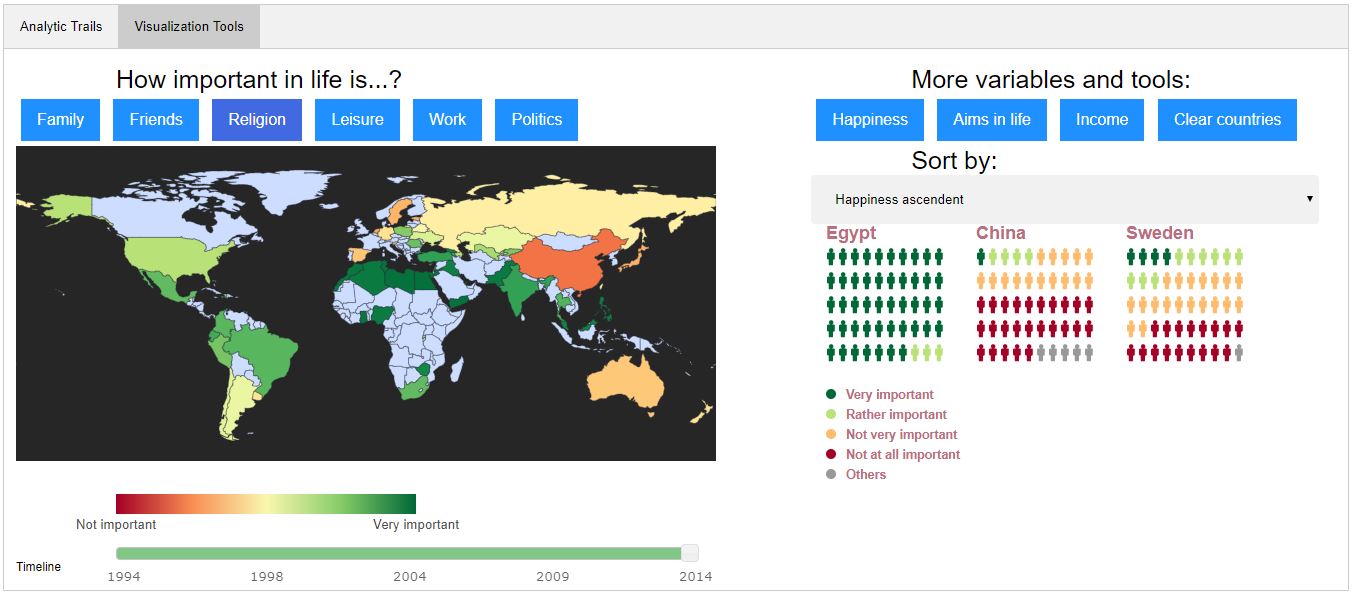 Analytic Trails Visualization Tools
How important in life is...?
Family Friends Religion Leisure Work Politics
Not important Very important
Timeline
1994 1998 2004 2009 2014
More variables and tools:
Happiness Aims in life Income Clear countries
Sort by:
Happiness ascendent
Egypt China Sweden
Very important
Rather important
Not very important
Not at all important
Others